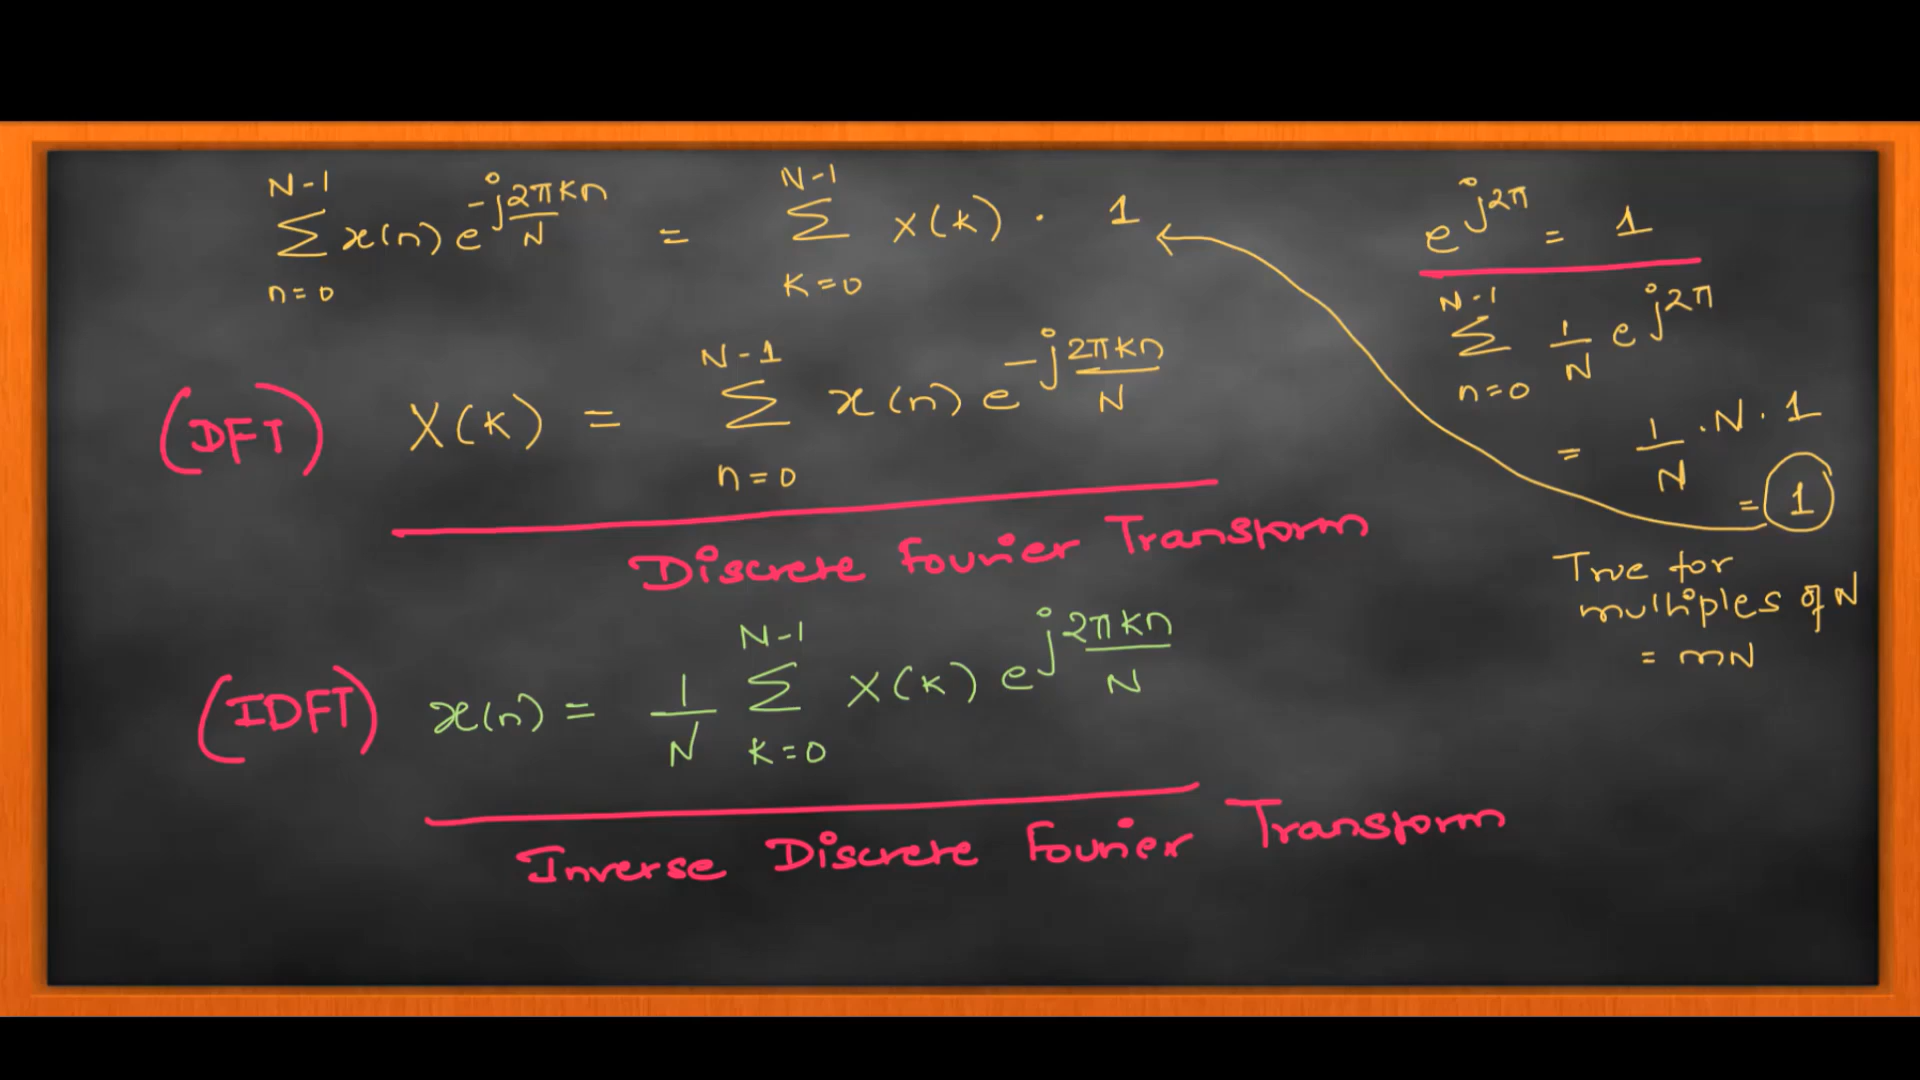 N-1 Σ n=0 x(n) e^{-j2πkn/N} = N-1 Σ k=0 X(k) · 1
e^{j2π} = 1
N-1 Σ n=0 1/N e^{j2π}
= 1/N · N · 1
= 1
True for
multiples of N
= mN
(DFT) X(k) = N-1 Σ n=0 x(n) e^{-j2πkn/N}
Discrete Fourier Transform
(IDFT) x(n) = 1/N N-1 Σ k=0 X(k) e^{j2πkn/N}
Inverse Discrete Fourier Transform